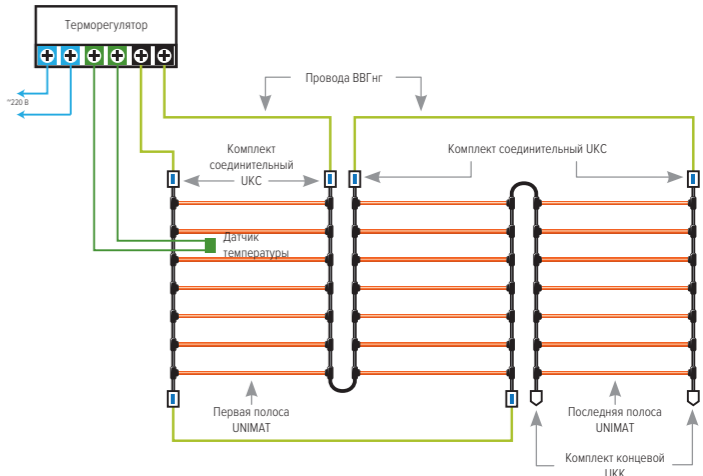 Терморегулятор
~220 В
Провода ВВГнг
Комплект
соединительный
UKC
Комплект соединительный UKC
Датчик
температуры
Первая полоса
UNIMAT
Последняя полоса
UNIMAT
Комплект концевой
UKK